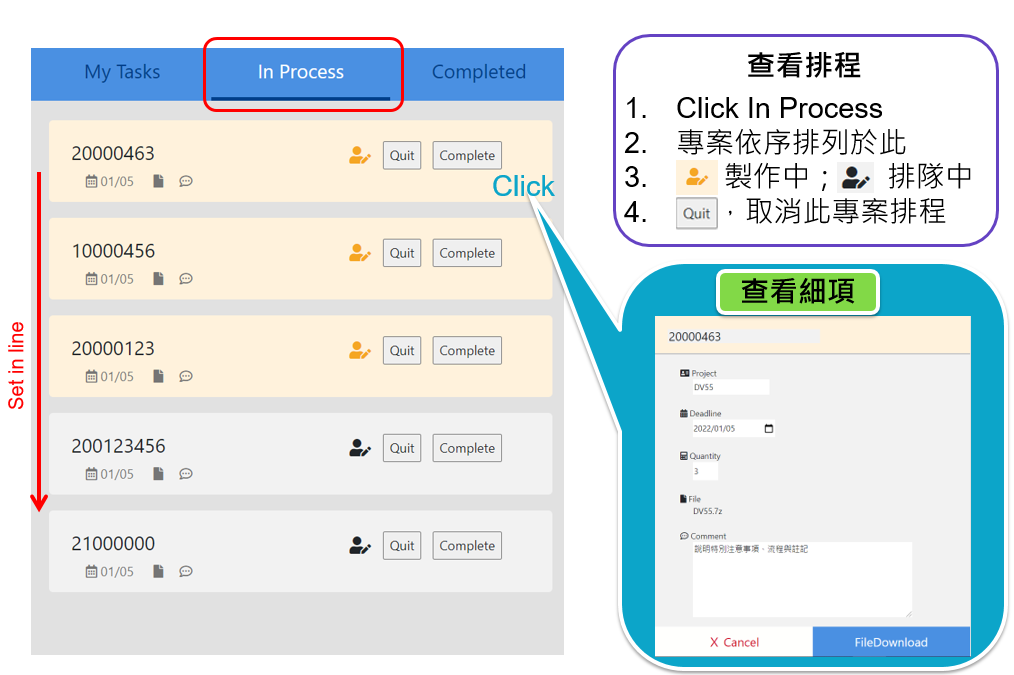 My Tasks In Process Completed
20000463 Quit Complete
01/05
Click
10000456 Quit Complete
01/05
20000123 Quit Complete
01/05
200123456 Quit Complete
01/05
21000000 Quit Complete
01/05
Set in line
查看排程
1. Click In Process
2. 專案依序排列於此
3. 製作中；排隊中
4. Quit，取消此專案排程
查看細項
20000463
Project
DV55
Deadline
2022/01/05
Quantity
3
File
DV55.7z
Comment
說明特別注意事項、流程與註記
X Cancel FileDownload